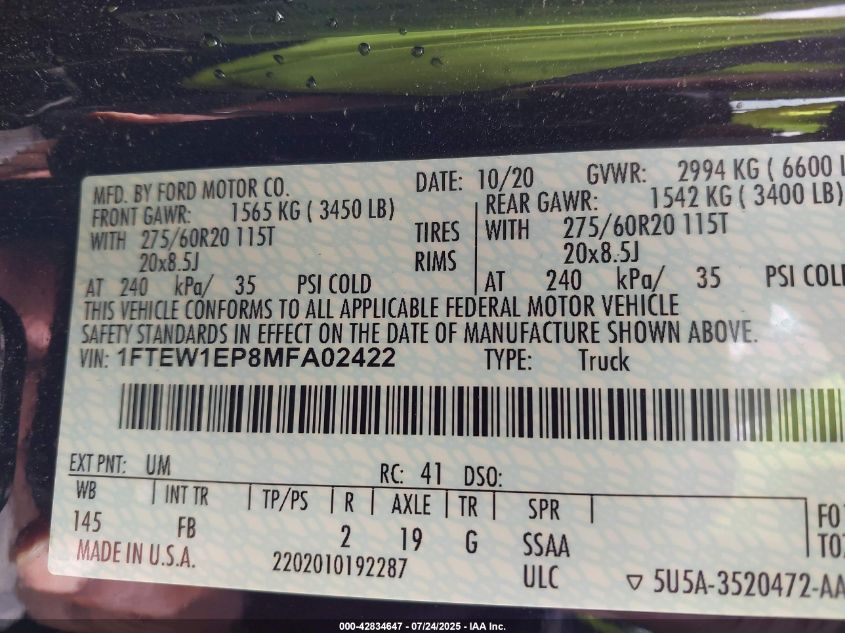 MFD. BY FORD MOTOR CO. DATE: 10/20 GVWR: 2994 KG ( 6600 L
FRONT GAWR: 1565 KG ( 3450 LB) REAR GAWR: 1542 KG ( 3400 LB)
WITH 275/60R20 115T TIRES WITH 275/60R20 115T
20x8.5J RIMS 20x8.5J
AT 240 kPa/ 35 PSI COLD AT 240 kPa/ 35 PSI COL
THIS VEHICLE CONFORMS TO ALL APPLICABLE FEDERAL MOTOR VEHICLE
SAFETY STANDARDS IN EFFECT ON THE DATE OF MANUFACTURE SHOWN ABOVE.
VIN: 1FTEW1EP8MFA02422 TYPE: Truck
EXT PNT: UM RC: 41 DSO:
WB INT TR TP/PS R AXLE TR SPR
145 FB 2 19 G SSAA
MADE IN U.S.A. 2202010192287 ULC
FO
TO
▽ 5U5A-3520472-AA
000-42834647 - 07/24/2025 - IAA Inc.